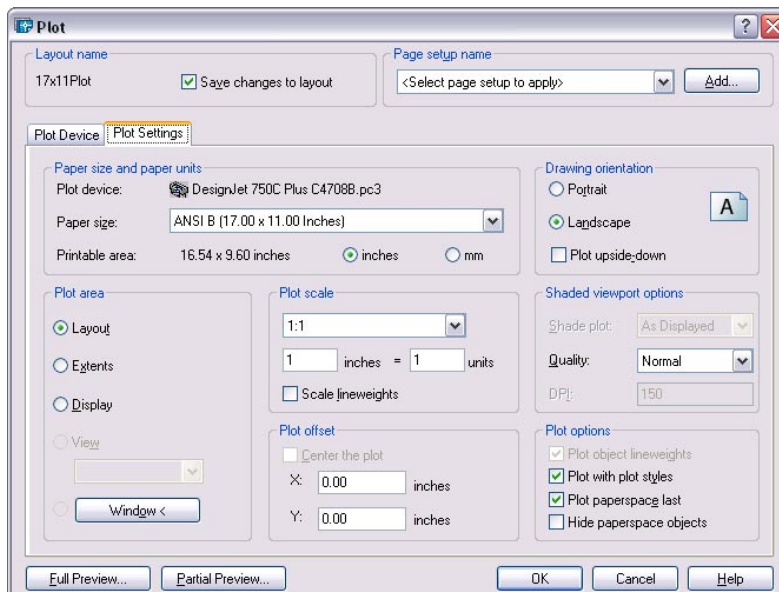 Plot
Layout name
17x11Plot
Save changes to layout
Page setup name
<Select page setup to apply>
Add...
Plot Device
Plot Settings
Paper size and paper units
Plot device:
DesignJet 750C Plus C4708B.pc3
Paper size:
ANSI B (17.00 x 11.00 Inches)
Printable area:
16.54 x 9.60 inches
inches
mm
Drawing orientation
Portrait
Landscape
Plot upside-down
A
Plot area
Layout
Extents
Display
View
Window <
Plot scale
1:1
1 inches = 1 units
Scale lineweights
Plot offset
Center the plot
X: 0.00 inches
Y: 0.00 inches
Shaded viewport options
Shade plot: As Displayed
Quality: Normal
DPI: 150
Plot options
Plot object lineweights
Plot with plot styles
Plot paperspace last
Hide paperspace objects
Full Preview...
Partial Preview...
OK
Cancel
Help